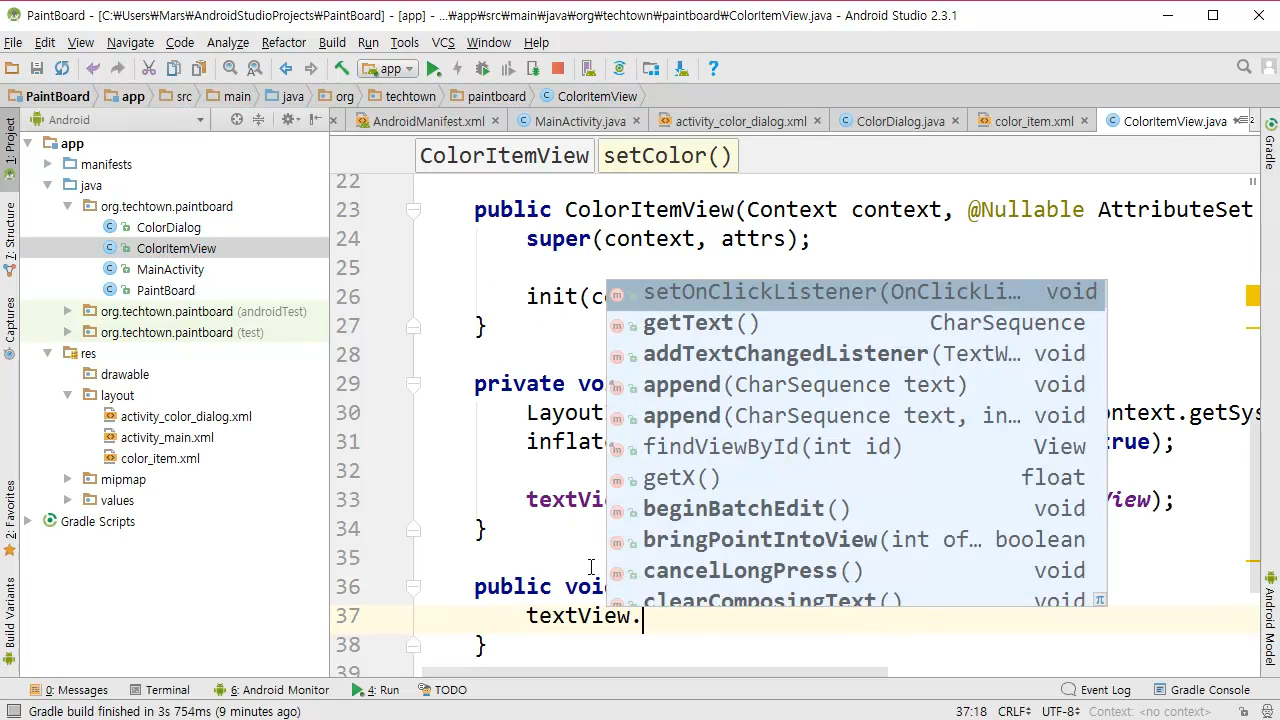 PaintBoard - [C:￦Users￦Mars￦AndroidStudioProjects￦PaintBoard] - [app] - ...￦app￦src￦main￦java￦org￦techtown￦paintboard￦ColorItemView.java - Android Studio 2.3.1
File Edit View Navigate Code Analyze Refactor Build Run Tools VCS Window Help
app
PaintBoard app src main java org techtown paintboard ColorItemView
Android
AndroidManifest.xml MainActivity.java activity_color_dialog.xml ColorDialog.java color_item.xml ColorItemView.java
1: Project
7: Structure
Captures
2: Favorites
Build Variants
app
manifests
java
org.techtown.paintboard
ColorDialog
ColorItemView
MainActivity
PaintBoard
org.techtown.paintboard (androidTest)
org.techtown.paintboard (test)
res
drawable
layout
activity_color_dialog.xml
activity_main.xml
color_item.xml
mipmap
values
Gradle Scripts
ColorItemView setColor()
22
23 public ColorItemView(Context context, @Nullable AttributeSet
24 super(context, attrs);
25
26 init(co
27 }
28
29 private vo
30 Layout ontext.getSys
31 inflat rue);
32
33 textVi View);
34 }
35
36 public voi
37 textView.
38 }
39
setOnClickListener(OnClickLi… void
getText() CharSequence
addTextChangedListener(TextW… void
append(CharSequence text) void
append(CharSequence text, in… void
findViewById(int id) View
getX() float
beginBatchEdit() void
bringPointIntoView(int of… boolean
cancelLongPress() void
clearComposingText() void
π
Gradle
Android Model
0: Messages Terminal 6: Android Monitor 4: Run TODO Event Log Gradle Console
Gradle build finished in 3s 754ms (9 minutes ago) 37:18 CRLF UTF-8 Context: <no context>